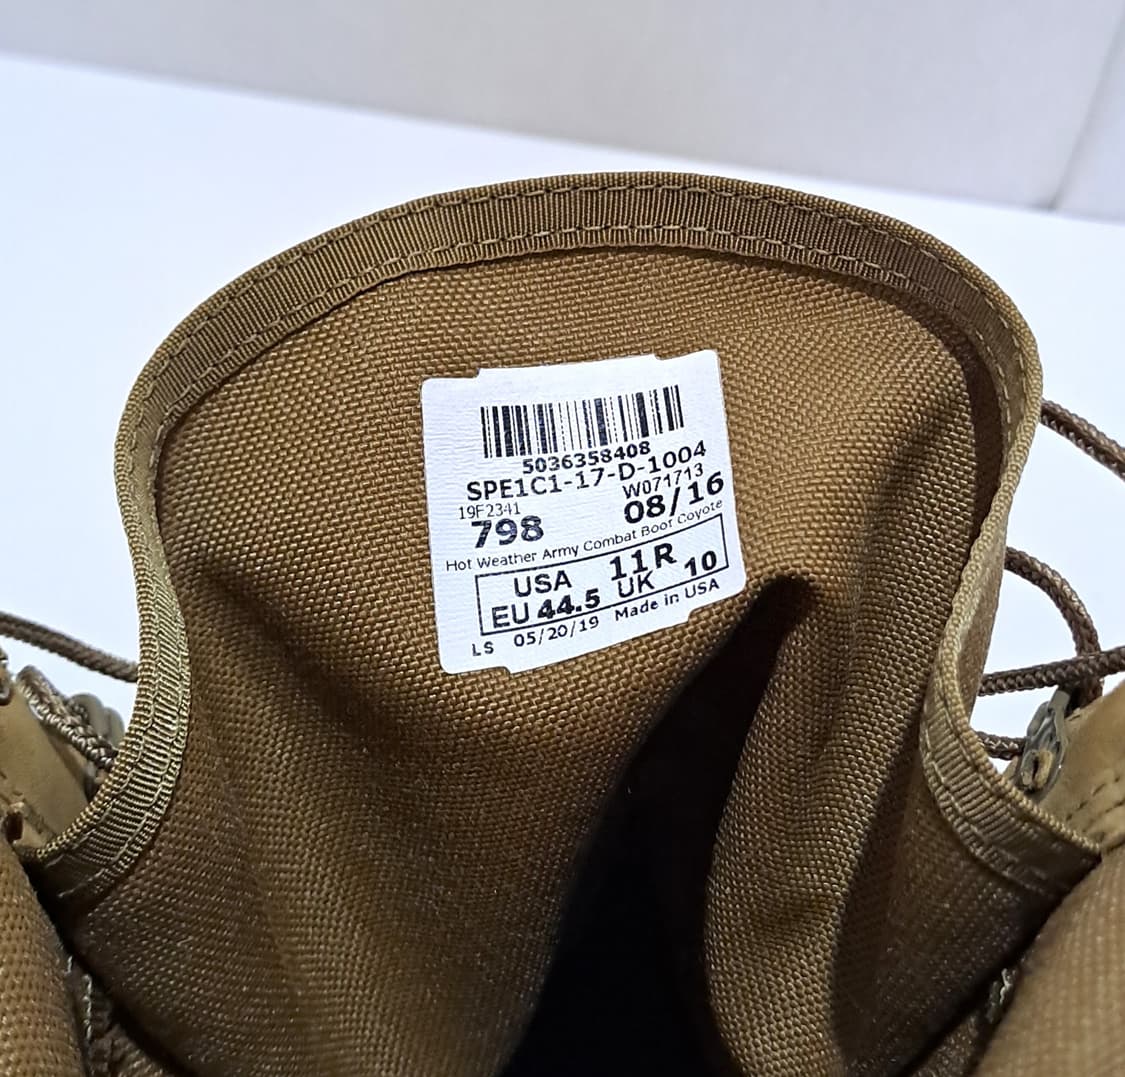 5036358408
SPE1C1-17-D-1004
19F2341 W071713
798 08/16
Hot Weather Army Combat Boot Coyote
USA 11R
EU 44.5 UK 10
LS 05/20/19 Made in USA